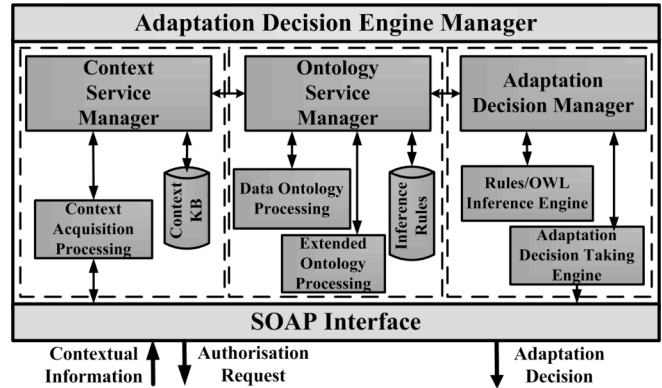 Adaptation Decision Engine Manager
Context
Service
Manager
Ontology
Service
Manager
Adaptation
Decision Manager
Context
Acquisition
Processing
Context
KB
Data Ontology
Processing
Extended
Ontology
Processing
Inference
Rules
Rules/OWL
Inference Engine
Adaptation
Decision Taking
Engine
SOAP Interface
Contextual
Information
Authorisation
Request
Adaptation
Decision